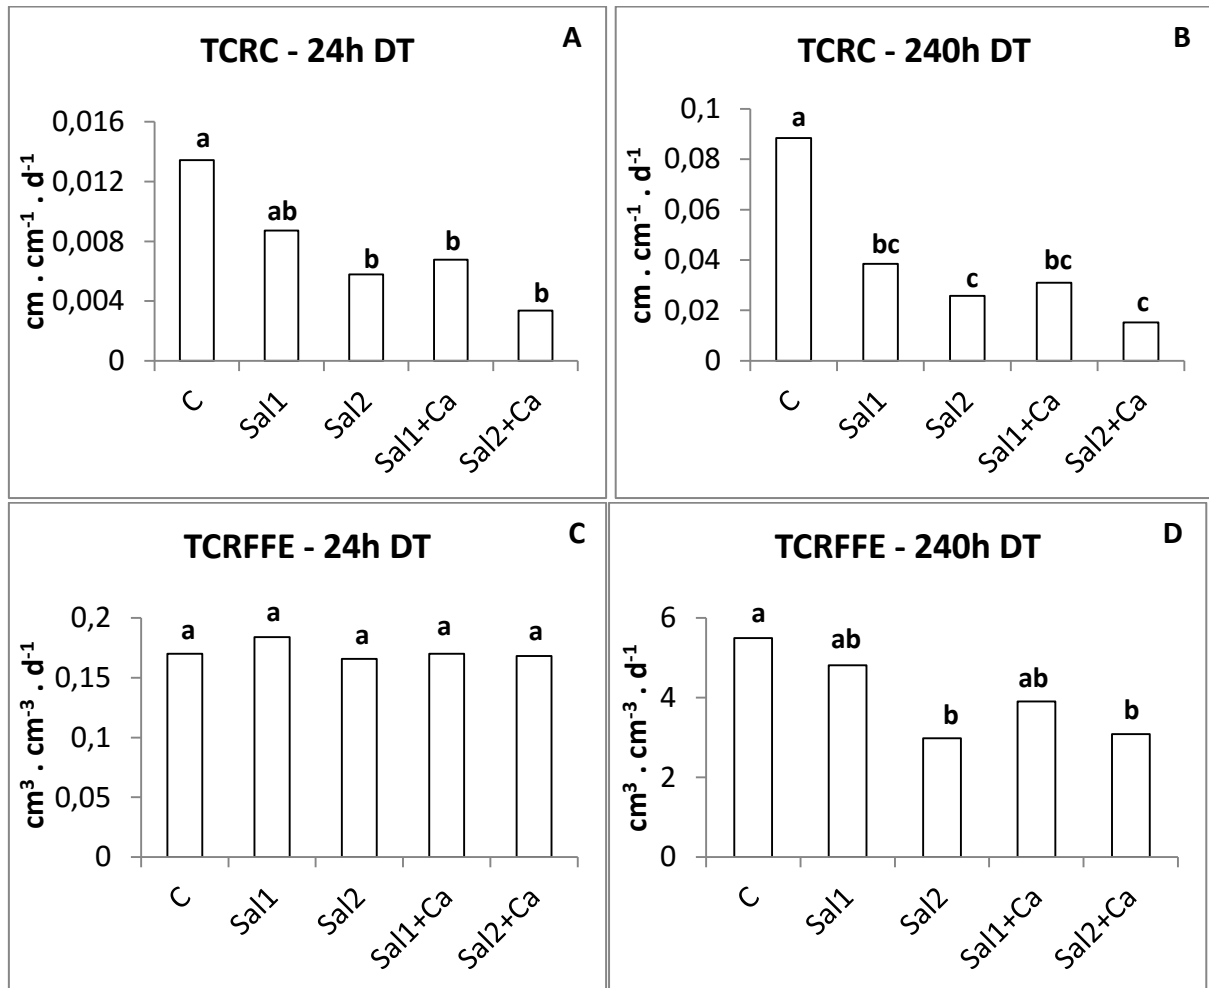 A
TCRC - 24h DT
cm . cm⁻¹ . d⁻¹
0,016
0,012
0,008
0,004
0
a
ab
b
b
b
C
Sal1
Sal2
Sal1+Ca
Sal2+Ca
B
TCRC - 240h DT
cm . cm⁻¹ . d⁻¹
0,1
0,08
0,06
0,04
0,02
0
a
bc
c
bc
c
C
Sal1
Sal2
Sal1+Ca
Sal2+Ca
C
TCRFFE - 24h DT
cm³ . cm⁻³ . d⁻¹
0,2
0,15
0,1
0,05
0
a
a
a
a
a
C
Sal1
Sal2
Sal1+Ca
Sal2+Ca
D
TCRFFE - 240h DT
cm³ . cm⁻³ . d⁻¹
6
4
2
0
a
ab
b
ab
b
C
Sal1
Sal2
Sal1+Ca
Sal2+Ca